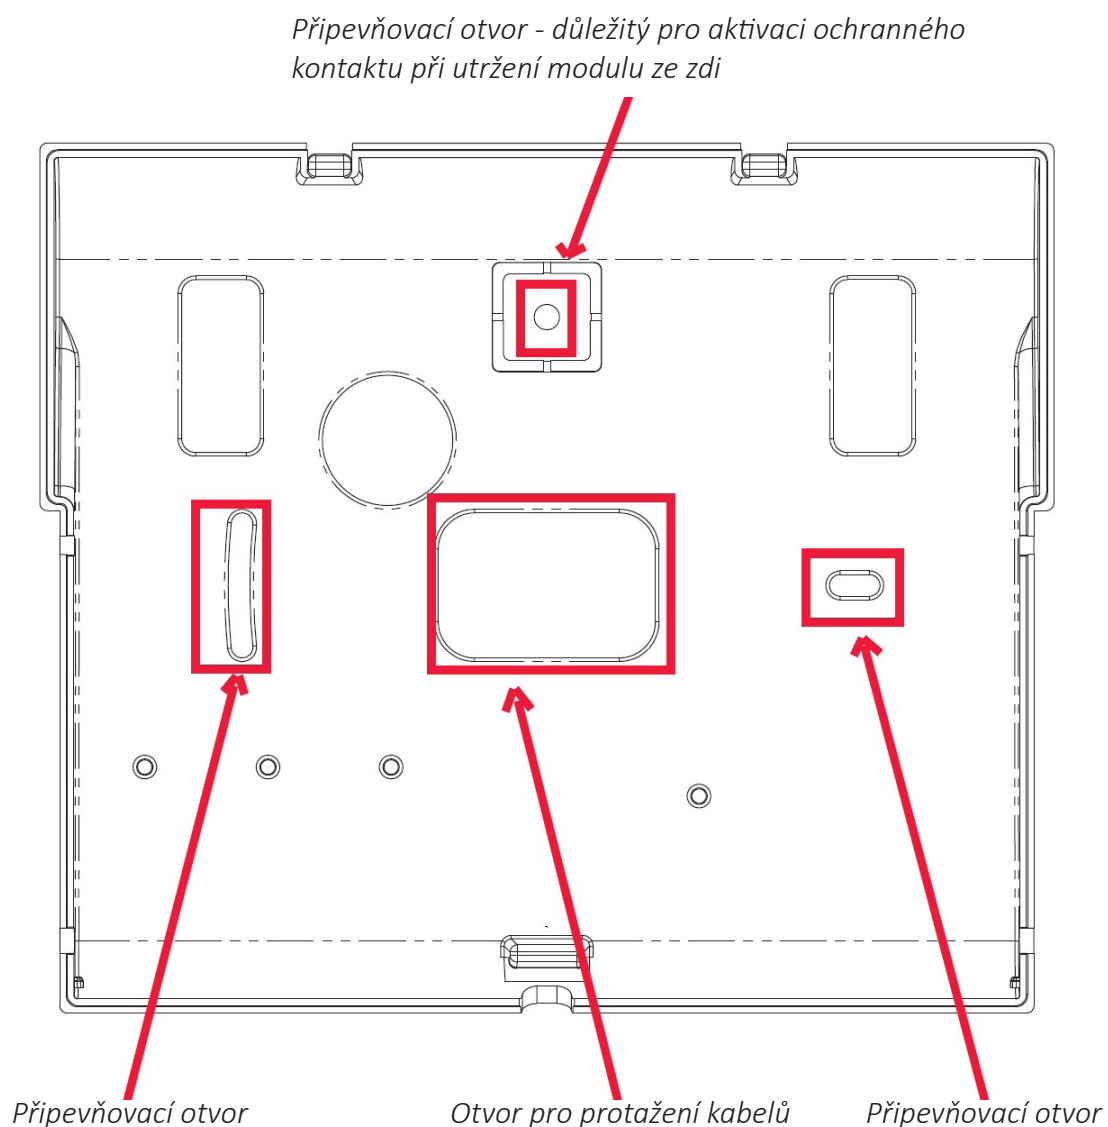 Připevňovací otvor - důležitý pro aktivaci ochranného
kontaktu při utržení modulu ze zdi
Připevňovací otvor
Otvor pro protažení kabelů
Připevňovací otvor